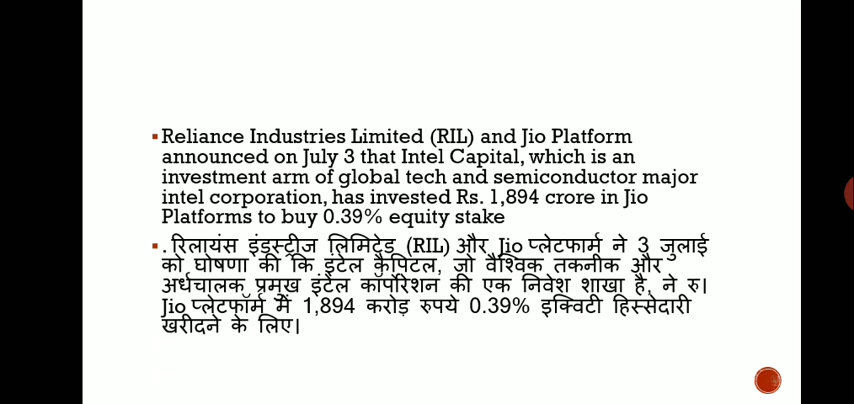 Reliance Industries Limited (RIL) and Jio Platform
announced on July 3 that Intel Capital, which is an
investment arm of global tech and semiconductor major
intel corporation, has invested Rs. 1,894 crore in Jio
Platforms to buy 0.39% equity stake
. रिलायंस इंडस्ट्रीज लिमिटेड (RIL) और Jio प्लेटफार्म ने 3 जुलाई
को घोषणा की कि इंटेल कैपिटल, जो वैश्विक तकनीक और
अर्धचालक प्रमुख इंटेल कॉर्पोरेशन की एक निवेश शाखा है, ने रु।
Jio प्लेटफॉर्म में 1,894 करोड़ रुपये 0.39% इक्विटी हिस्सेदारी
खरीदने के लिए।